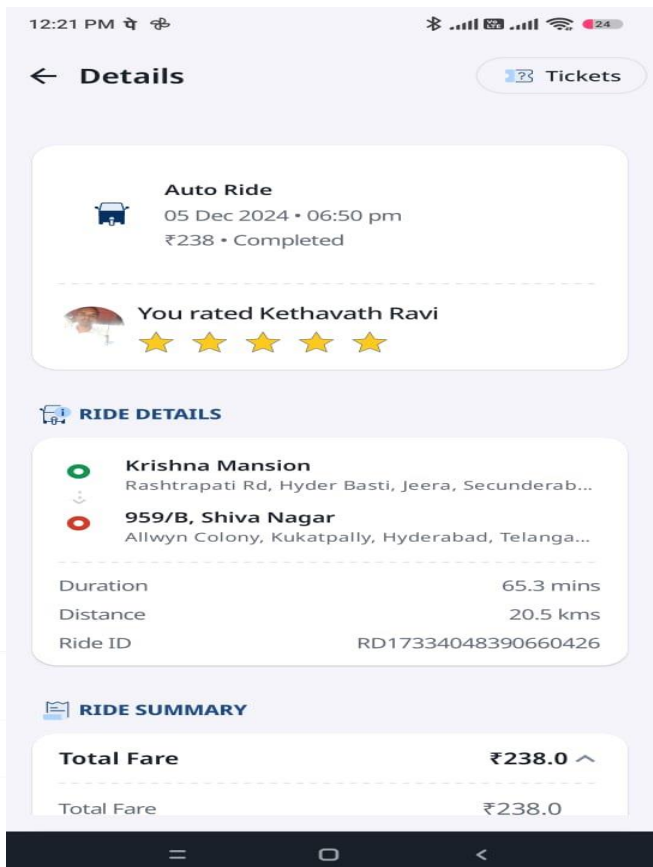 12:21 PM पे
VoLTE 24
Details
Tickets
Auto Ride
05 Dec 2024 • 06:50 pm
₹238 • Completed
You rated Kethavath Ravi
RIDE DETAILS
Krishna Mansion
Rashtrapati Rd, Hyder Basti, Jeera, Secunderab...
959/B, Shiva Nagar
Allwyn Colony, Kukatpally, Hyderabad, Telanga...
Duration 65.3 mins
Distance 20.5 kms
Ride ID RD17334048390660426
RIDE SUMMARY
Total Fare ₹238.0
Total Fare ₹238.0